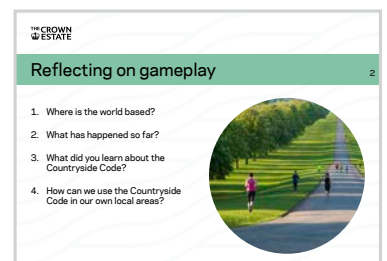 THE CROWN
ESTATE
Reflecting on gameplay
2
1. Where is the world based?
2. What has happened so far?
3. What did you learn about the
Countryside Code?
4. How can we use the Countryside
Code in our own local areas?